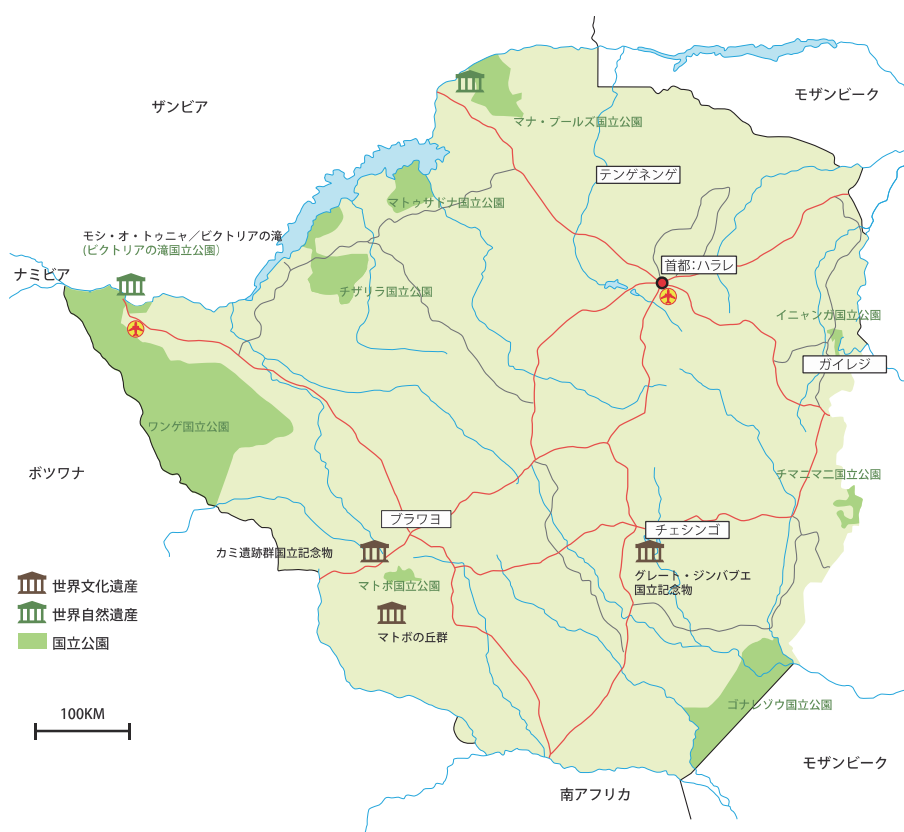 ザンビア
モザンビーク
マナ・プールズ国立公園
テンゲネンゲ
マトゥサドナ国立公園
モシ・オ・トゥニャ／ビクトリアの滝
(ビクトリアの滝国立公園)
ナミビア
首都:ハラレ
チザリラ国立公園
イニャンガ国立公園
ガイレジ
ワンゲ国立公園
ボツワナ
チマニマニ国立公園
ブラワヨ
チェシンゴ
カミ遺跡群国立記念物
グレート・ジンバブエ
国立記念物
マトボ国立公園
世界文化遺産
世界自然遺産
国立公園
マトボの丘群
100KM
ゴナレゾウ国立公園
モザンビーク
南アフリカ